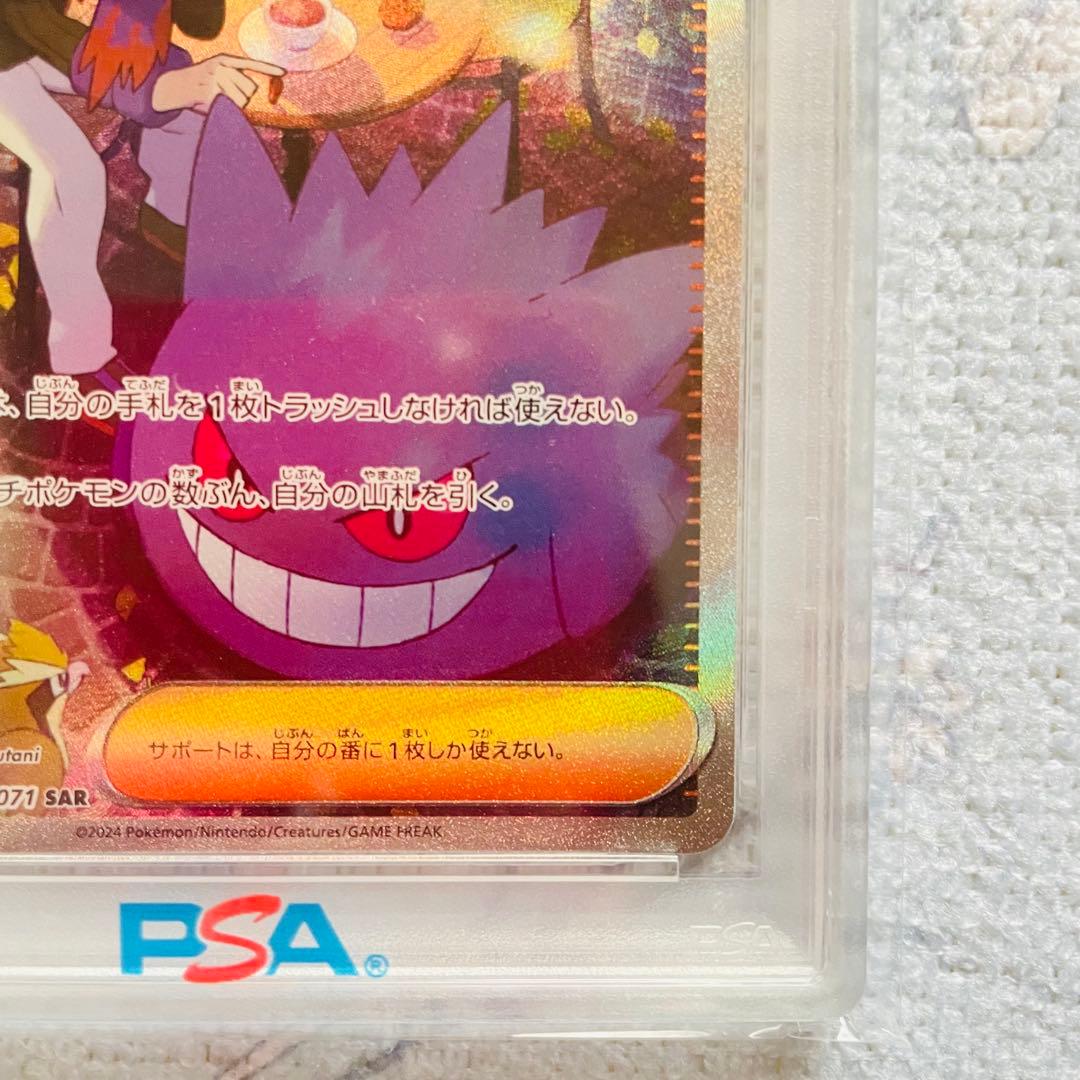 、自分の手札を1枚トラッシュしなければ使えない。
チポケモンの数ぶん、自分の山札を引く。
サポートは、自分の番に1枚しか使えない。
utani
071 SAR
©2024 Pokémon/Nintendo/Creatures/GAME FREAK
PSA®
PSA